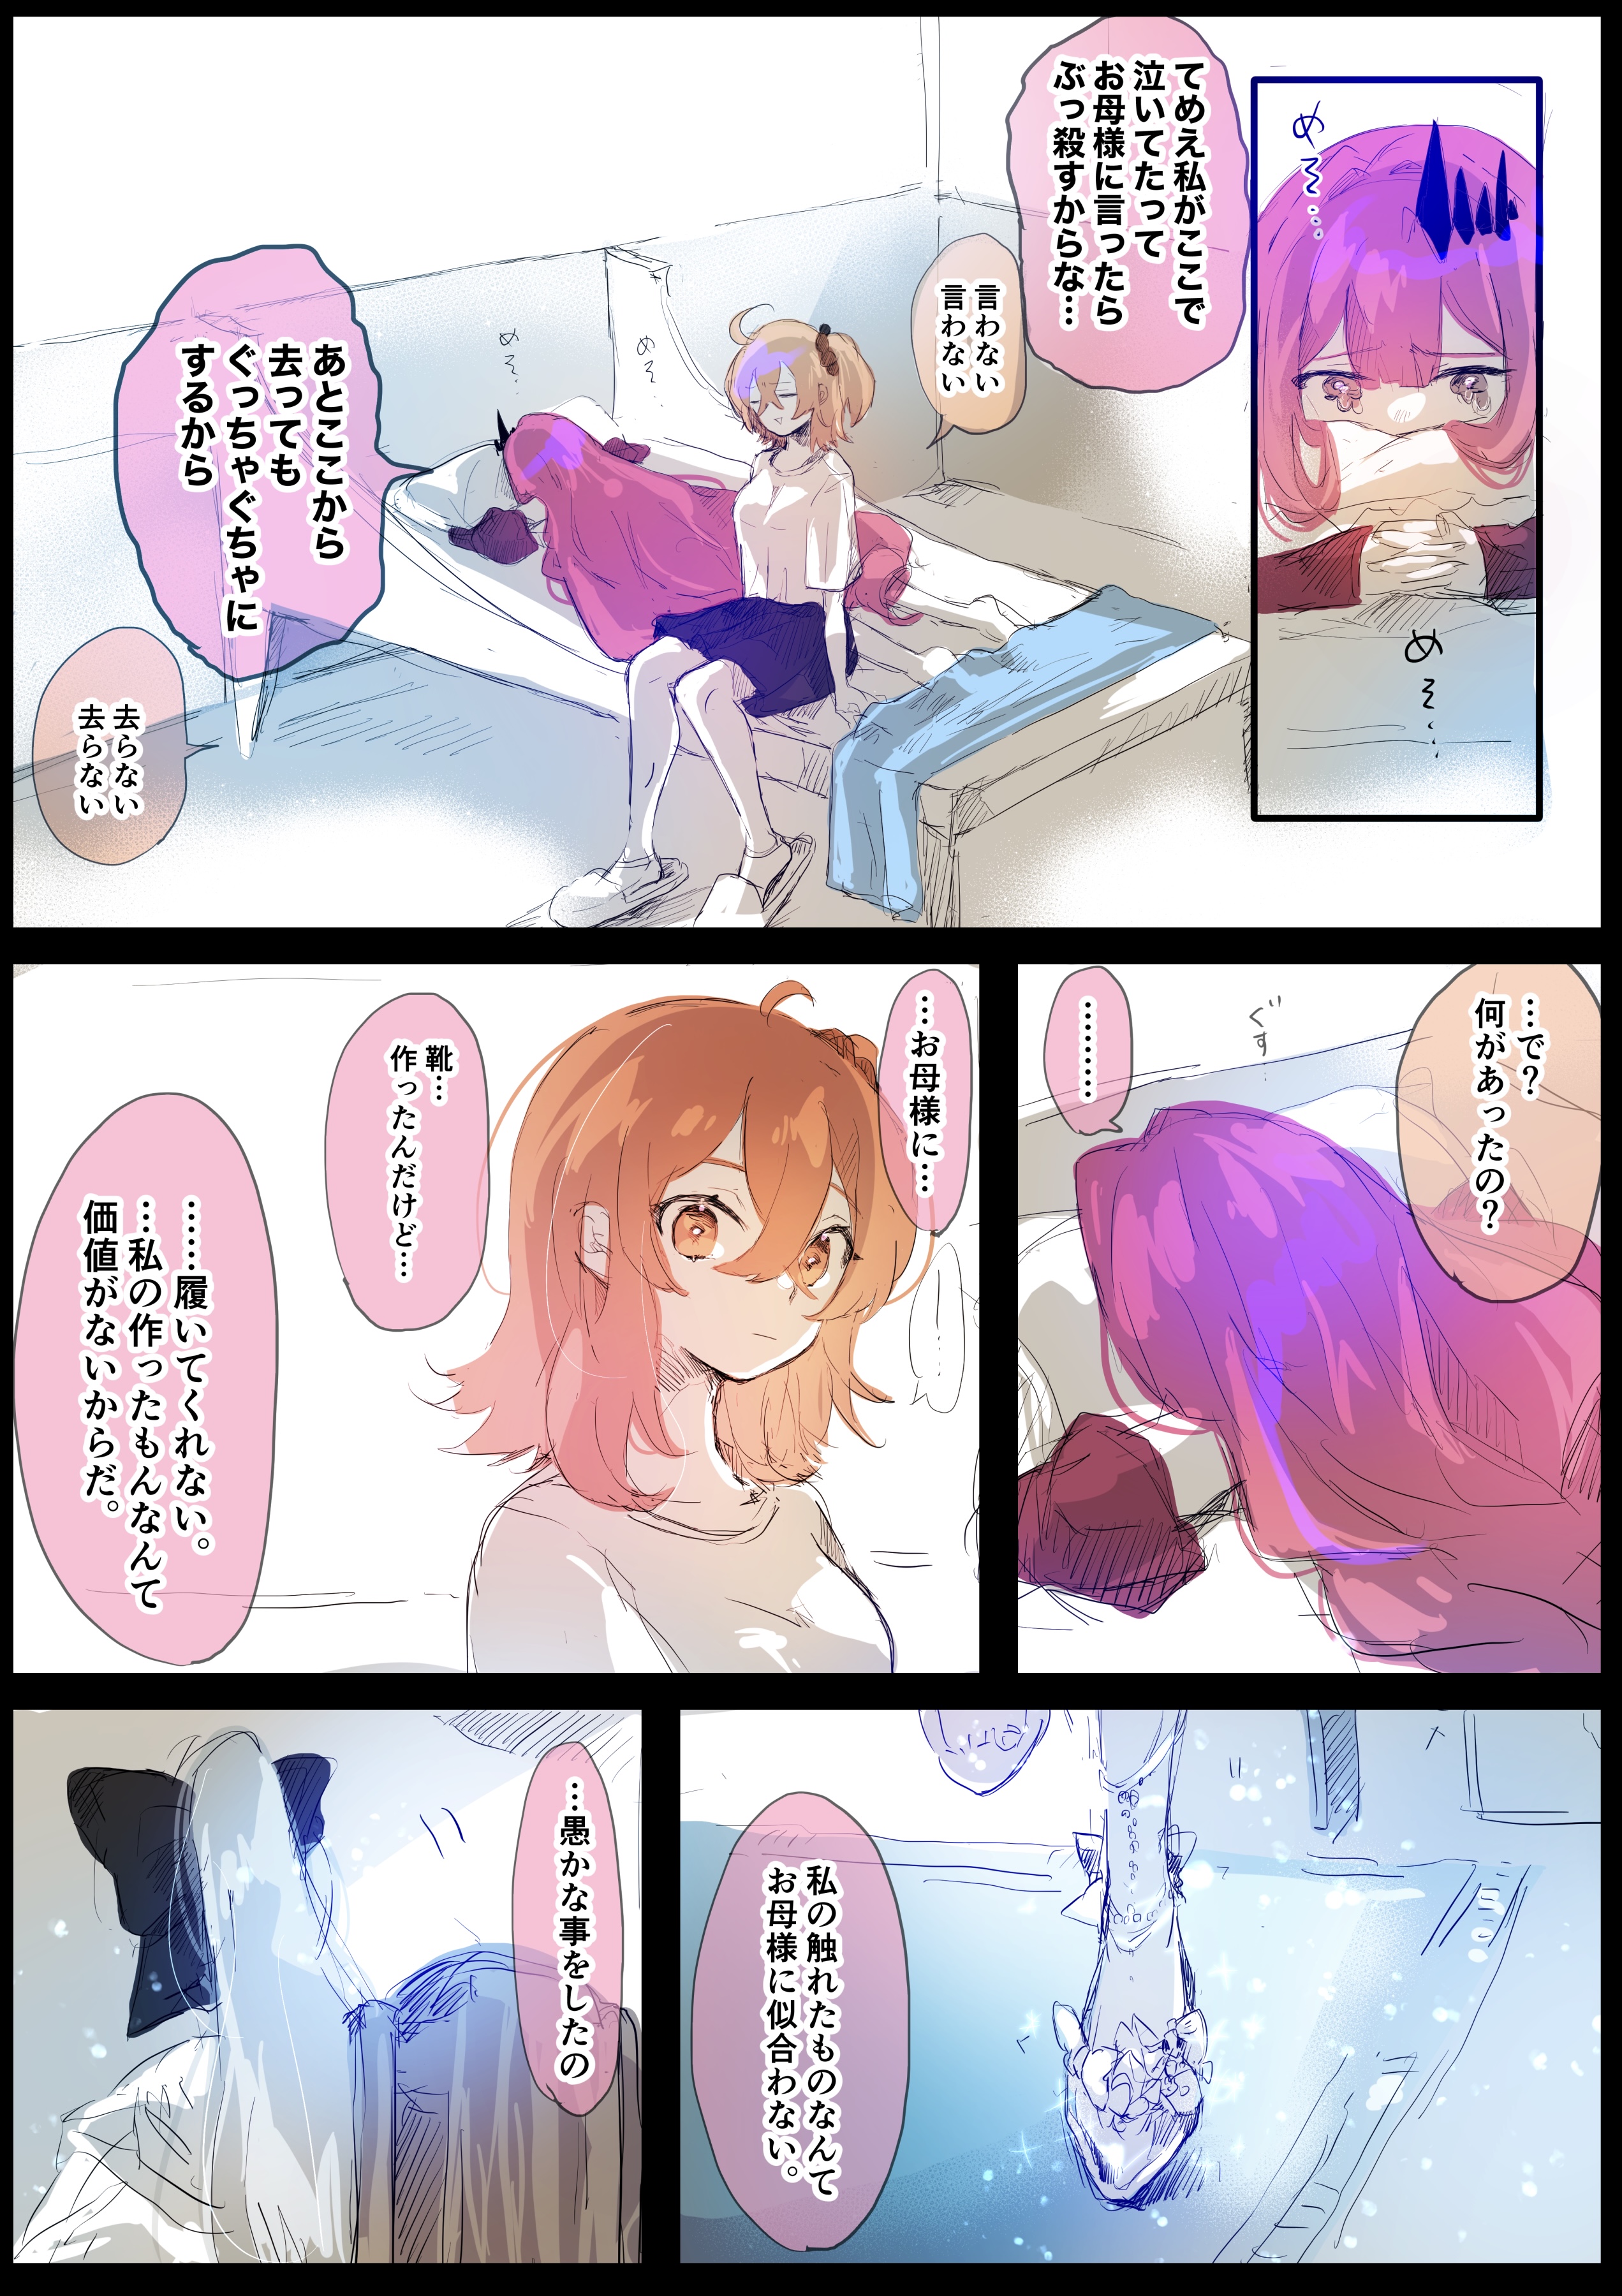 めそ…
めそ…
てめえ私がここで
泣いてたって
お母様に言ったら
ぶっ殺すからな…
言わない
言わない
めそ…
めそ…
あとここから
去っても
ぐっちゃぐちゃに
するから
去らない
去らない
…で？
何があったの？
ぐすっ…
…………
…お母様に…
……
靴…
作ったんだけど…
……履いてくれない。
…私の作ったもんなんて
価値がないからだ。
私の触れたものなんて
お母様に似合わない。
…愚かな事をしたの